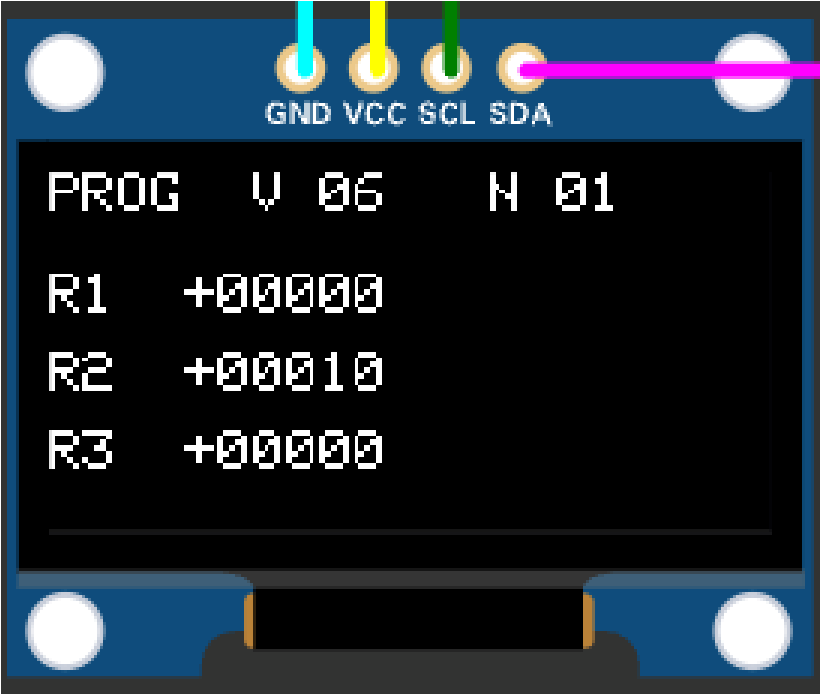 GND VCC SCL SDA
PROG V 06 N 01
R1 +00000
R2 +00010
R3 +00000